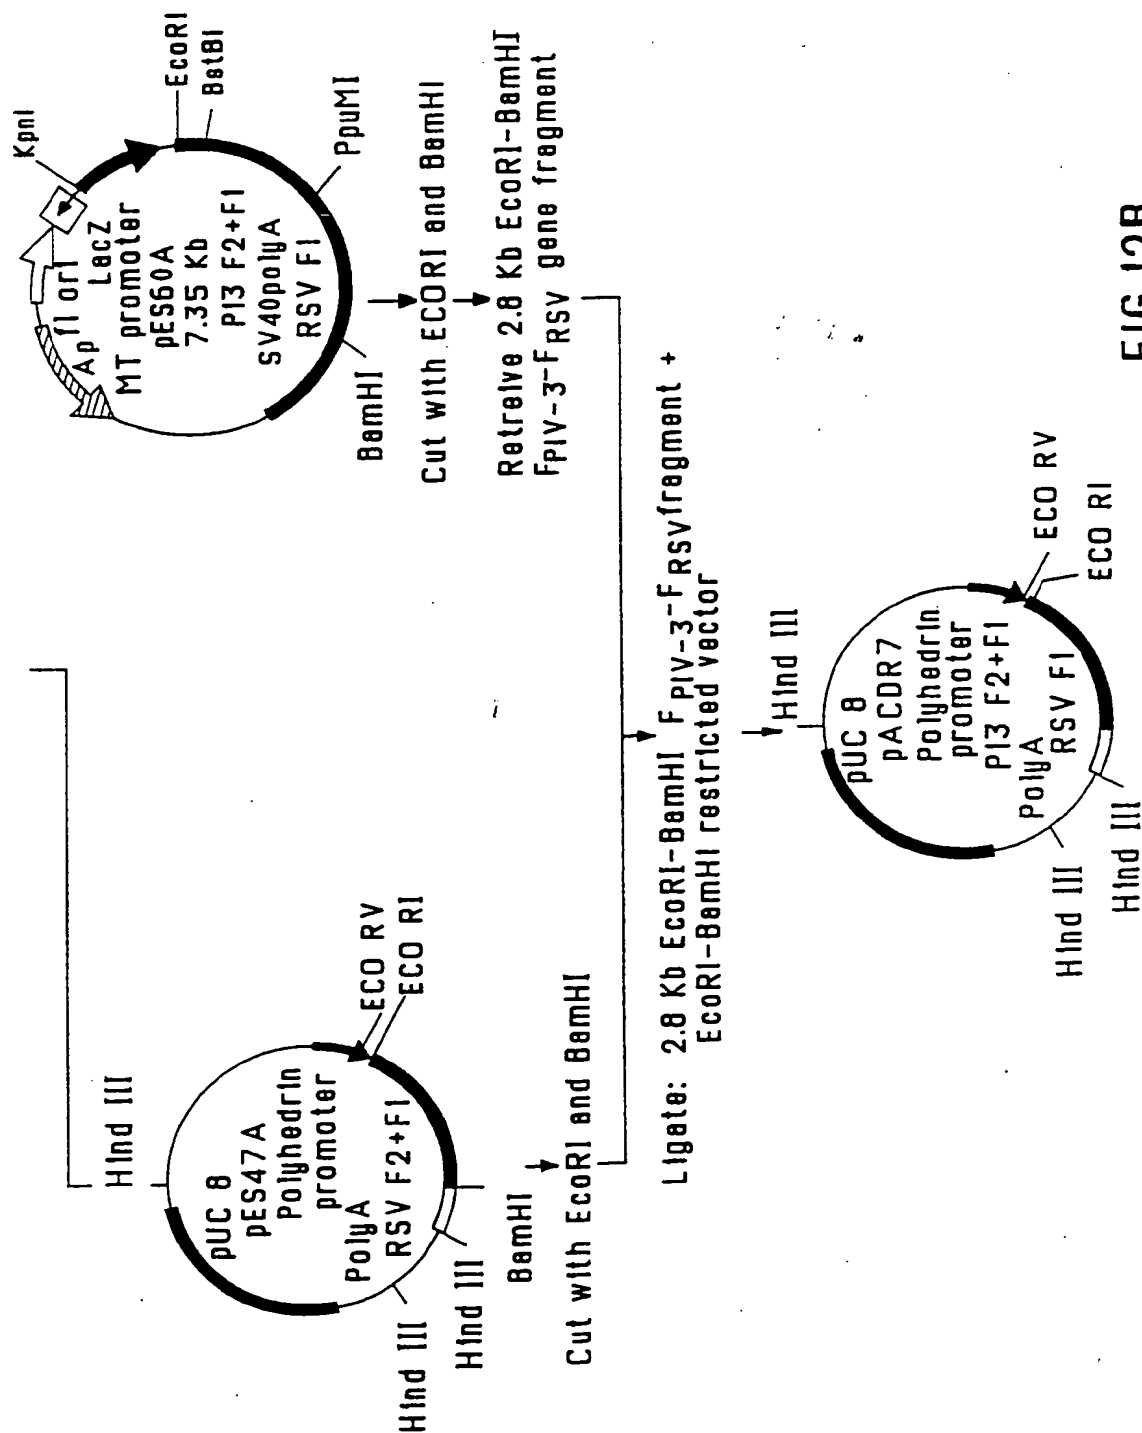 Hind III
pUC 8
pES47A
Polyhedrin
promoter
PolyA
RSV F2+F1
ECO RV
ECO RI
Hind III
Hind III
BamHI
Cut with EcoRI and BamHI
KpnI
Ap
f1 ori
LacZ
MT promoter
pES60A
7.35 Kb
PI3 F2+F1
SV40polyA
RSV F1
EcoRI
BstBI
PpuMI
BamHI
Cut with ECORI and BamHI
Retreive 2.8 Kb EcoRI-BamHI
FPIV-3-FRSV gene fragment
Ligate: 2.8 Kb EcoRI-BamHI FPIV-3-FRSV fragment +
EcoRI-BamHI restricted vector
Hind III
pUC 8
pACDR7
Polyhedrin
promoter
PI3 F2+F1
PolyA
RSV F1
ECO RV
ECO RI
Hind III
Hind III
FIG.12B